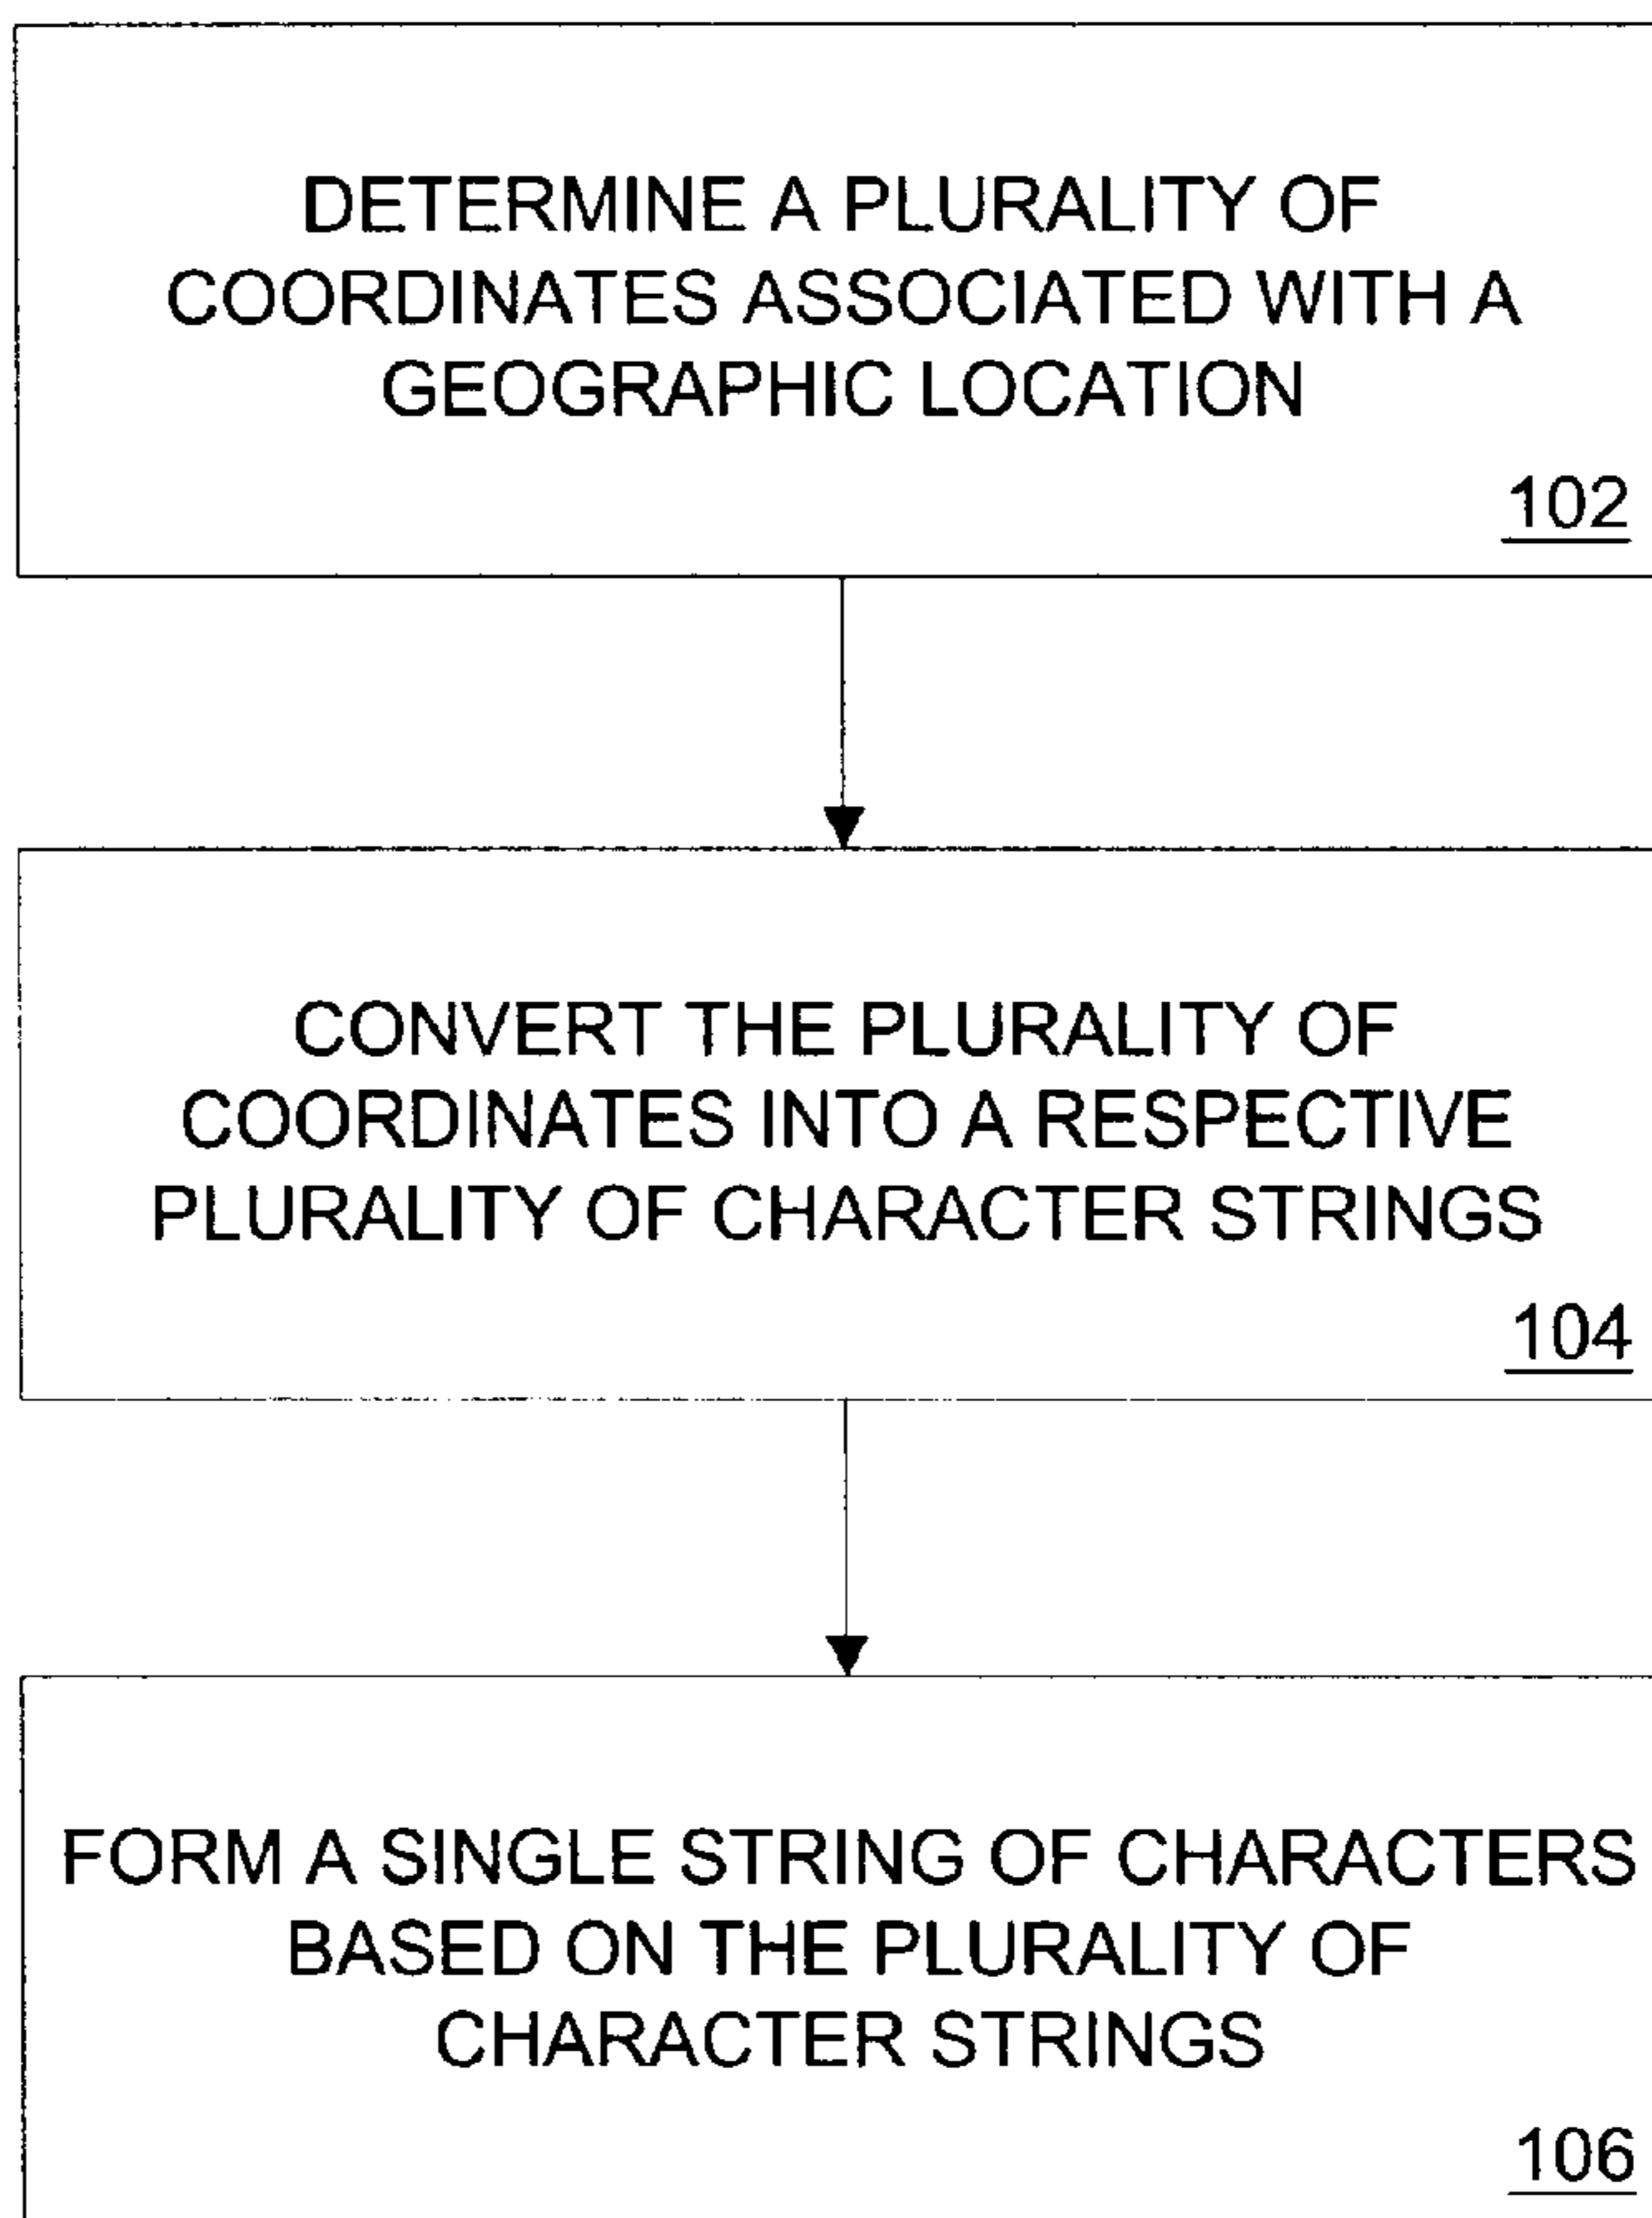 DETERMINE A PLURALITY OF
COORDINATES ASSOCIATED WITH A
GEOGRAPHIC LOCATION
102
CONVERT THE PLURALITY OF
COORDINATES INTO A RESPECTIVE
PLURALITY OF CHARACTER STRINGS
104
FORM A SINGLE STRING OF CHARACTERS
BASED ON THE PLURALITY OF
CHARACTER STRINGS
106